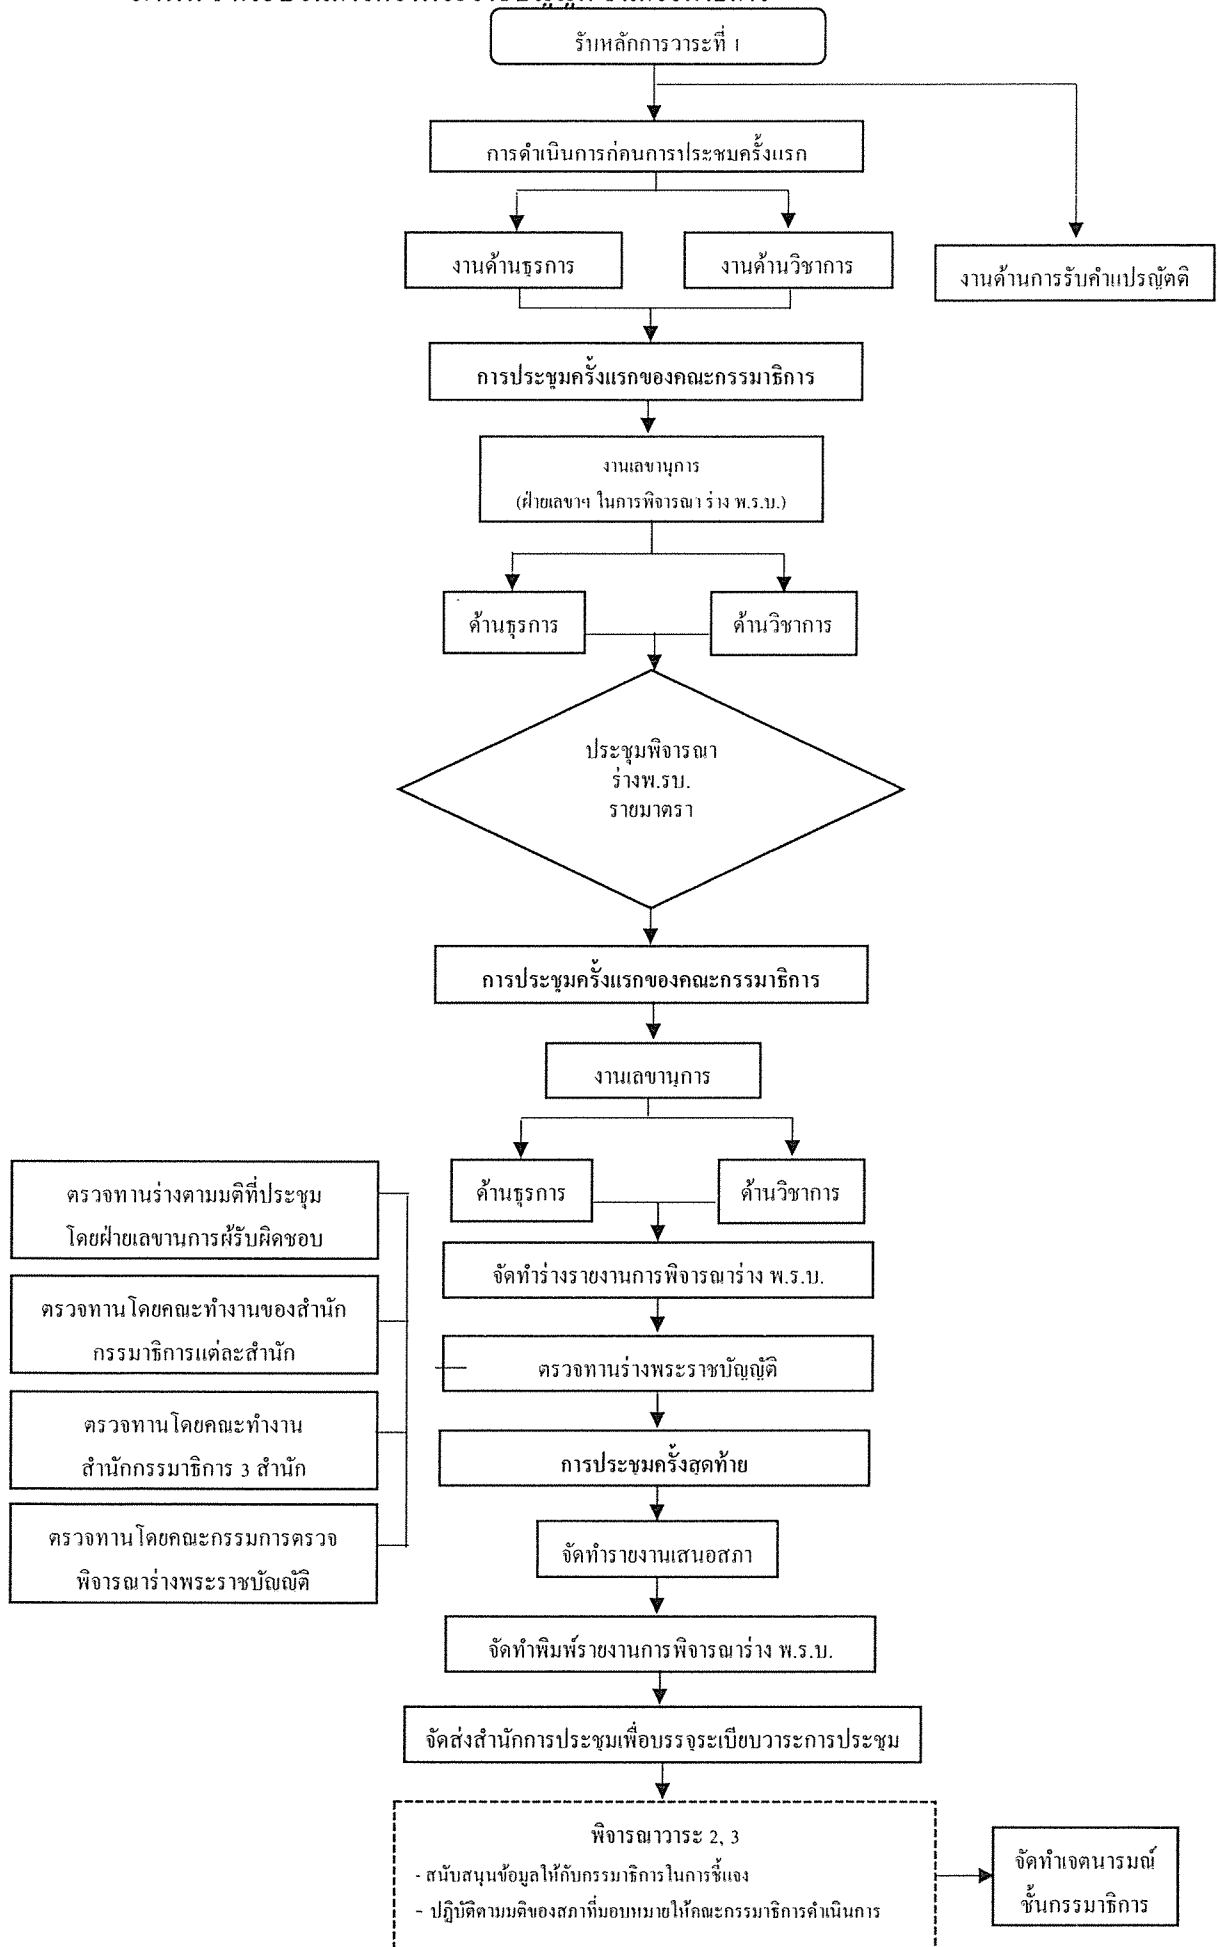 รับหลักการวาระที่ 1
การดำเนินการก่อนการประชุมครั้งแรก
งานด้านธุรการ
งานด้านวิชาการ
งานด้านการรับคำแปรญัตติ
การประชุมครั้งแรกของคณะกรรมาธิการ
งานเลขานุการ
(ฝ่ายเลขาฯ ในการพิจารณา ร่าง พ.ร.บ.)
ด้านธุรการ
ด้านวิชาการ
ประชุมพิจารณา
ร่างพ.รบ.
รายมาตรา
การประชุมครั้งแรกของคณะกรรมาธิการ
งานเลขานุการ
ด้านธุรการ
ด้านวิชาการ
ตรวจทานร่างตามมติที่ประชุม
โดยฝ่ายเลขานุการผู้รับผิดชอบ
ตรวจทานโดยคณะทำงานของสำนัก
กรรมาธิการแต่ละสำนัก
ตรวจทานโดยคณะทำงาน
สำนักกรรมาธิการ 3 สำนัก
ตรวจทานโดยคณะกรรมการตรวจ
พิจารณาร่างพระราชบัญญัติ
จัดทำร่างรายงานการพิจารณาร่าง พ.ร.บ.
ตรวจทานร่างพระราชบัญญัติ
การประชุมครั้งสุดท้าย
จัดทำรายงานเสนอสภา
จัดทำพิมพ์รายงานการพิจารณาร่าง พ.ร.บ.
จัดส่งสำนักการประชุมเพื่อบรรจุระเบียบวาระการประชุม
พิจารณาวาระ 2, 3
- สนับสนุนข้อมูลให้กับกรรมาธิการในการชี้แจง
- ปฏิบัติตามมติของสภาที่มอบหมายให้คณะกรรมาธิการดำเนินการ
จัดทำเจตนารมณ์
ชั้นกรรมาธิการ